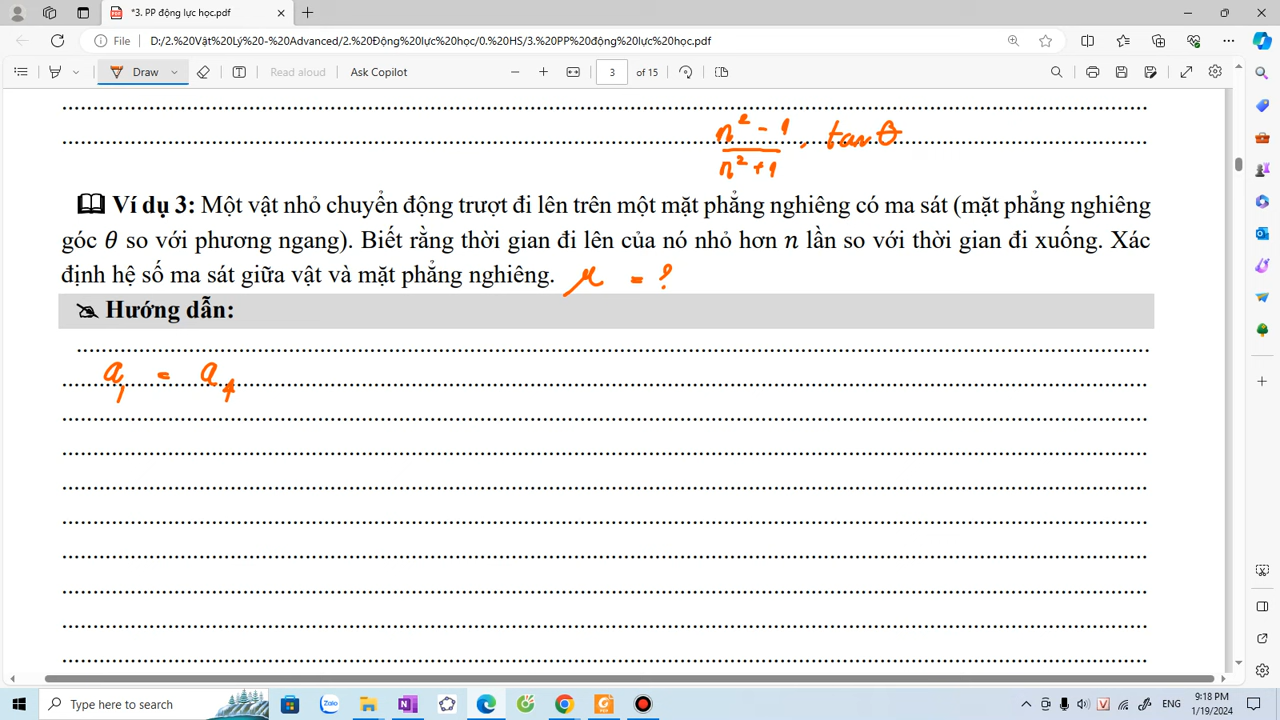 *3. PP động lực học.pdf
File D:/2.%20Vật%20Lý%20-%20Advanced/2.%20Động%20lực%20học/0.%20HS/3.%20PP%20động%20lực%20học.pdf
Draw Read aloud Ask Copilot 3 of 15
n² - 1
n² + 1 . tanθ
Ví dụ 3: Một vật nhỏ chuyển động trượt đi lên trên một mặt phẳng nghiêng có ma sát (mặt phẳng nghiêng
góc θ so với phương ngang). Biết rằng thời gian đi lên của nó nhỏ hơn n lần so với thời gian đi xuống. Xác
định hệ số ma sát giữa vật và mặt phẳng nghiêng. μ = ?
Hướng dẫn:
a₁ = a
Type here to search Zalo ENG 9:18 PM
1/19/2024